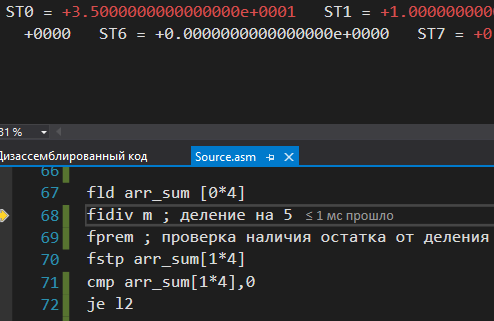 ST0 = +3.5000000000000000e+0001 ST1 = +1.000000000
+0000 ST6 = +0.0000000000000000e+0000 ST7 = +0
31 %
Дизассемблированный код Source.asm
66
67 fld arr_sum [0*4]
68 fidiv m ; деление на 5 ≤ 1 мс прошло
69 fprem ; проверка наличия остатка от деления
70 fstp arr_sum[1*4]
71 cmp arr_sum[1*4],0
72 je l2